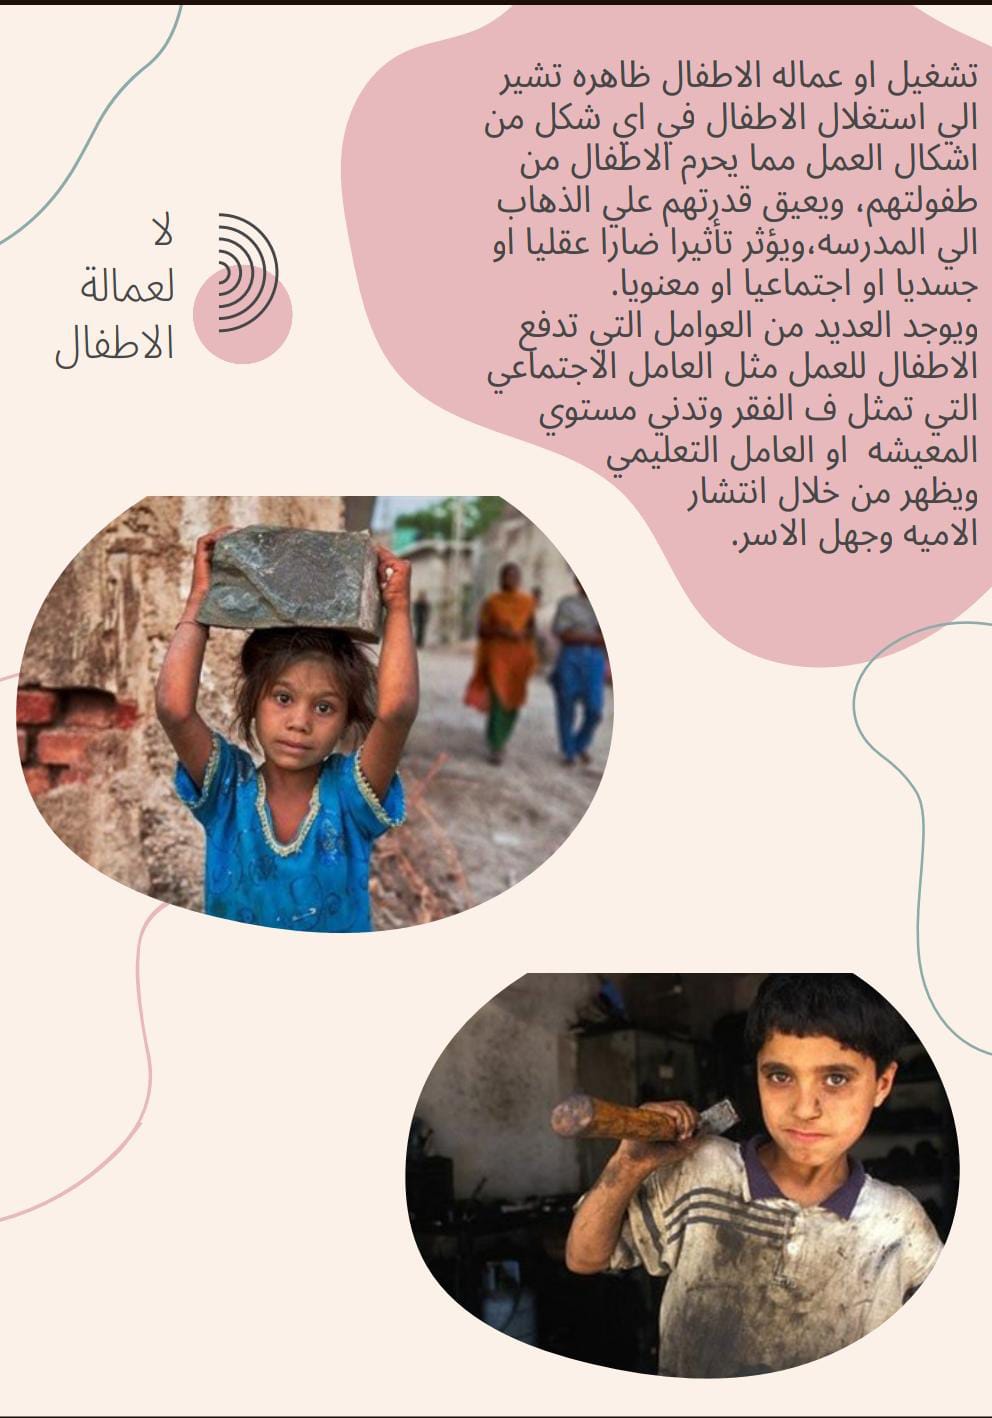 تشغيل او عماله الاطفال ظاهره تشير
الي استغلال الاطفال في اي شكل من
اشكال العمل مما يحرم الاطفال من
طفولتهم، ويعيق قدرتهم علي الذهاب
الي المدرسه،ويؤثر تأثيرا ضارا عقليا او
جسديا او اجتماعيا او معنويا.
ويوجد العديد من العوامل التي تدفع
الاطفال للعمل مثل العامل الاجتماعي
التي تمثل ف الفقر وتدني مستوي
المعيشه  او العامل التعليمي
ويظهر من خلال انتشار
الاميه وجهل الاسر.
لا
لعمالة
الاطفال